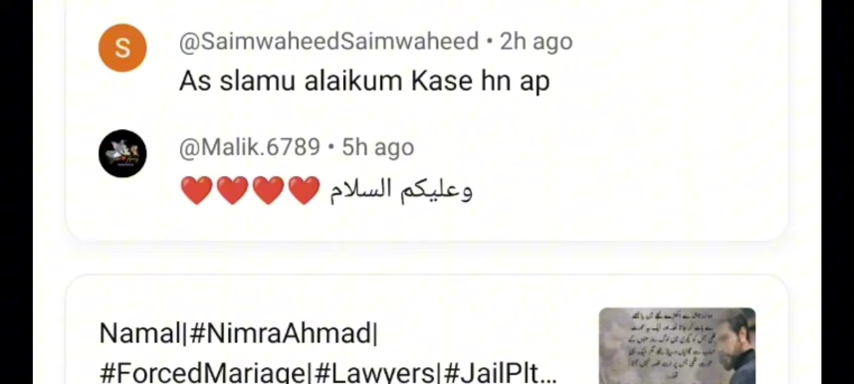 S
@SaimwaheedSaimwaheed • 2h ago
As slamu alaikum Kase hn ap
@Malik.6789 • 5h ago
❤️❤️❤️❤️ وعلیکم السلام
Namal|#NimraAhmad|
#ForcedMariage|#Lawyers|#JailPlt…